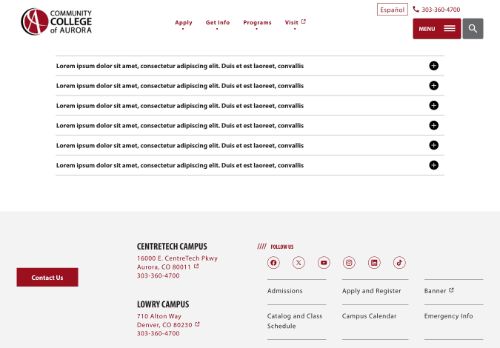 COMMUNITY
COLLEGE
of AURORA
Apply
Get Info
Programs
Visit
Español
303-360-4700
MENU
Lorem ipsum dolor sit amet, consectetur adipiscing elit. Duis et est laoreet, convallis
Lorem ipsum dolor sit amet, consectetur adipiscing elit. Duis et est laoreet, convallis
Lorem ipsum dolor sit amet, consectetur adipiscing elit. Duis et est laoreet, convallis
Lorem ipsum dolor sit amet, consectetur adipiscing elit. Duis et est laoreet, convallis
Lorem ipsum dolor sit amet, consectetur adipiscing elit. Duis et est laoreet, convallis
Lorem ipsum dolor sit amet, consectetur adipiscing elit. Duis et est laoreet, convallis
Contact Us
CENTRETECH CAMPUS
16000 E. CentreTech Pkwy
Aurora, CO 80011
303-360-4700
LOWRY CAMPUS
710 Alton Way
Denver, CO 80230
303-360-4700
//// FOLLOW US
Admissions
Apply and Register
Banner
Catalog and Class
Schedule
Campus Calendar
Emergency Info